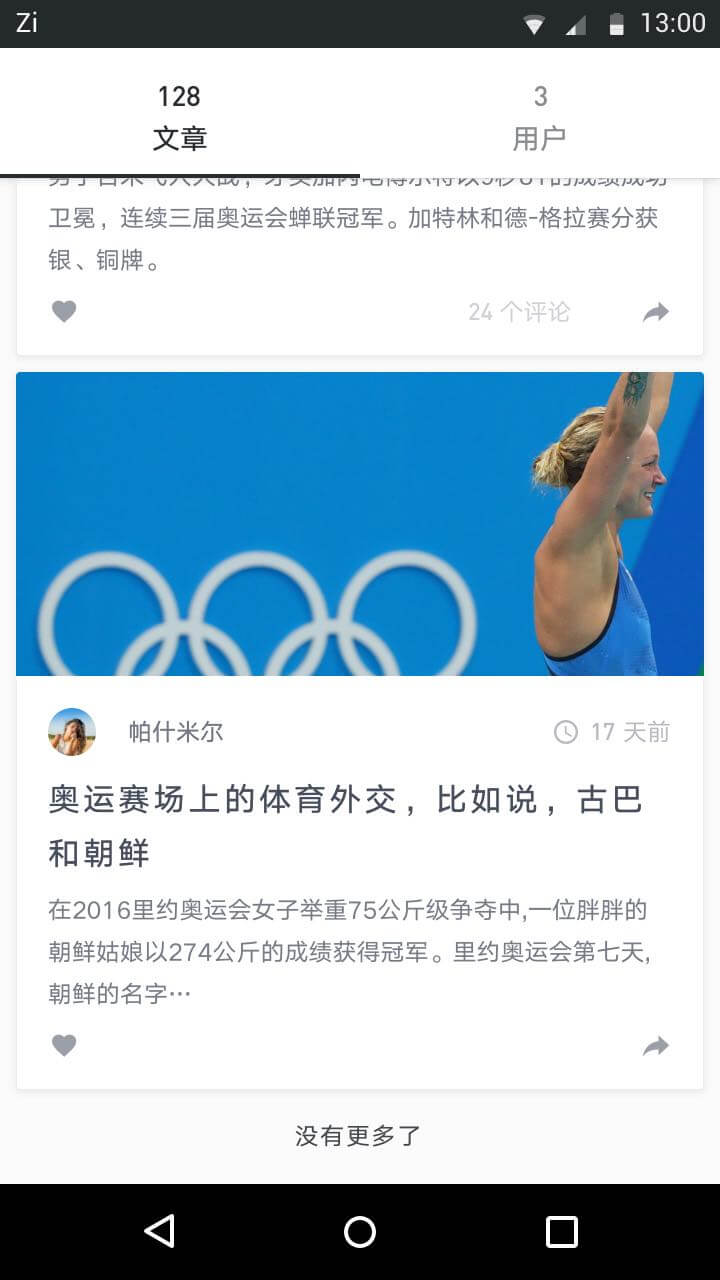 Zi
13:00
128
3
文章
用户
卫冕，连续三届奥运会蝉联冠军。加特林和德-格拉赛分获
银、铜牌。
24 个评论
帕什米尔
17 天前
奥运赛场上的体育外交，比如说，古巴
和朝鲜
在2016里约奥运会女子举重75公斤级争夺中,一位胖胖的
朝鲜姑娘以274公斤的成绩获得冠军。里约奥运会第七天,
朝鲜的名字…
没有更多了